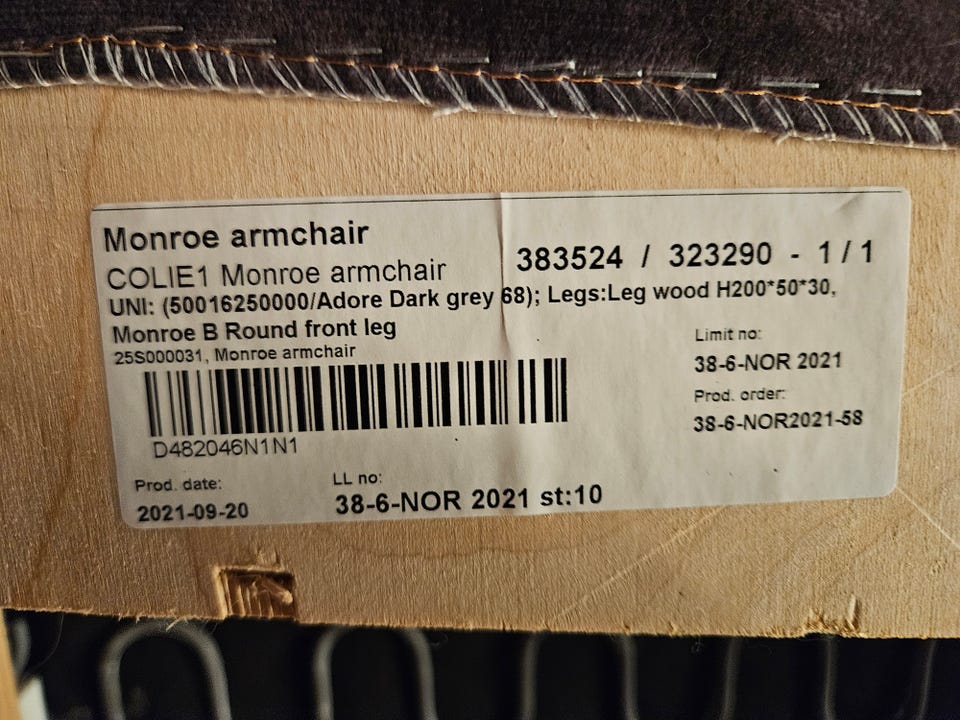 Monroe armchair
383524 / 323290 - 1 / 1
COLIE1 Monroe armchair
UNI: (50016250000/Adore Dark grey 68); Legs:Leg wood H200*50*30,
Monroe B Round front leg
25S000031, Monroe armchair
D482046N1N1
Limit no:
38-6-NOR 2021
Prod. order:
38-6-NOR2021-58
Prod. date:
2021-09-20
LL no:
38-6-NOR 2021 st:10